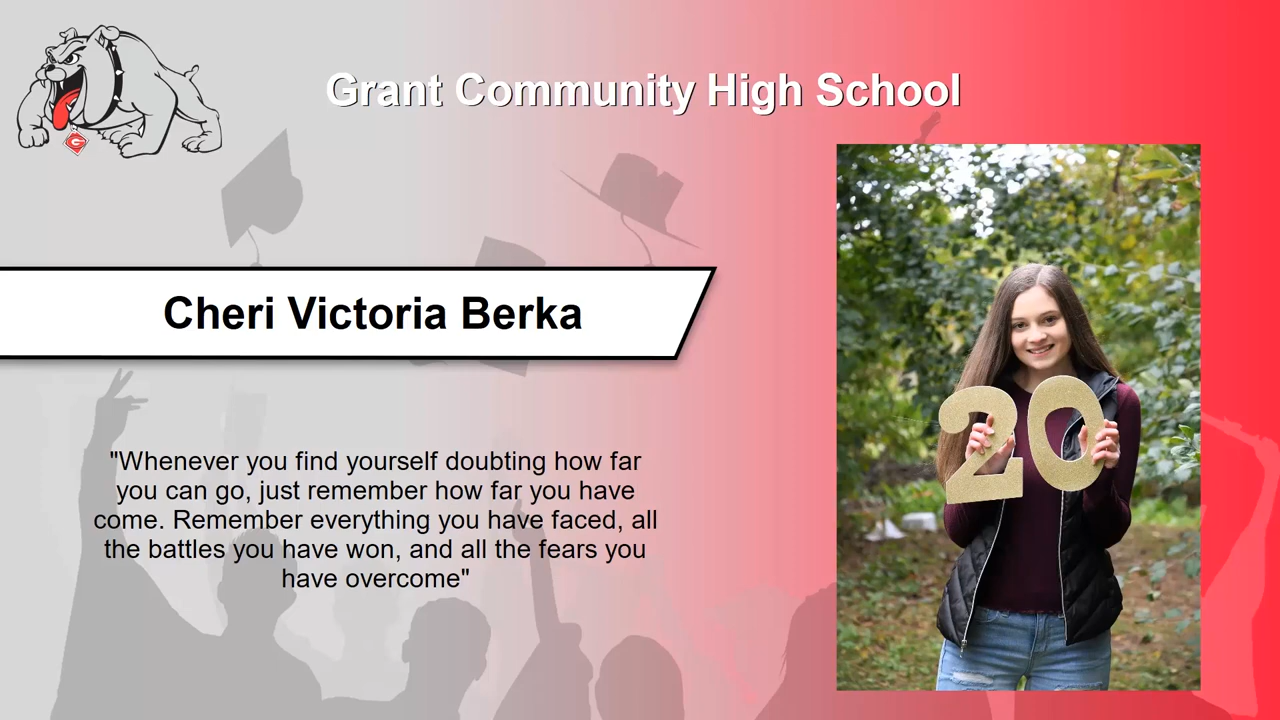 Grant Community High School
G
Cheri Victoria Berka
"Whenever you find yourself doubting how far
you can go, just remember how far you have
come. Remember everything you have faced, all
the battles you have won, and all the fears you
have overcome"
20